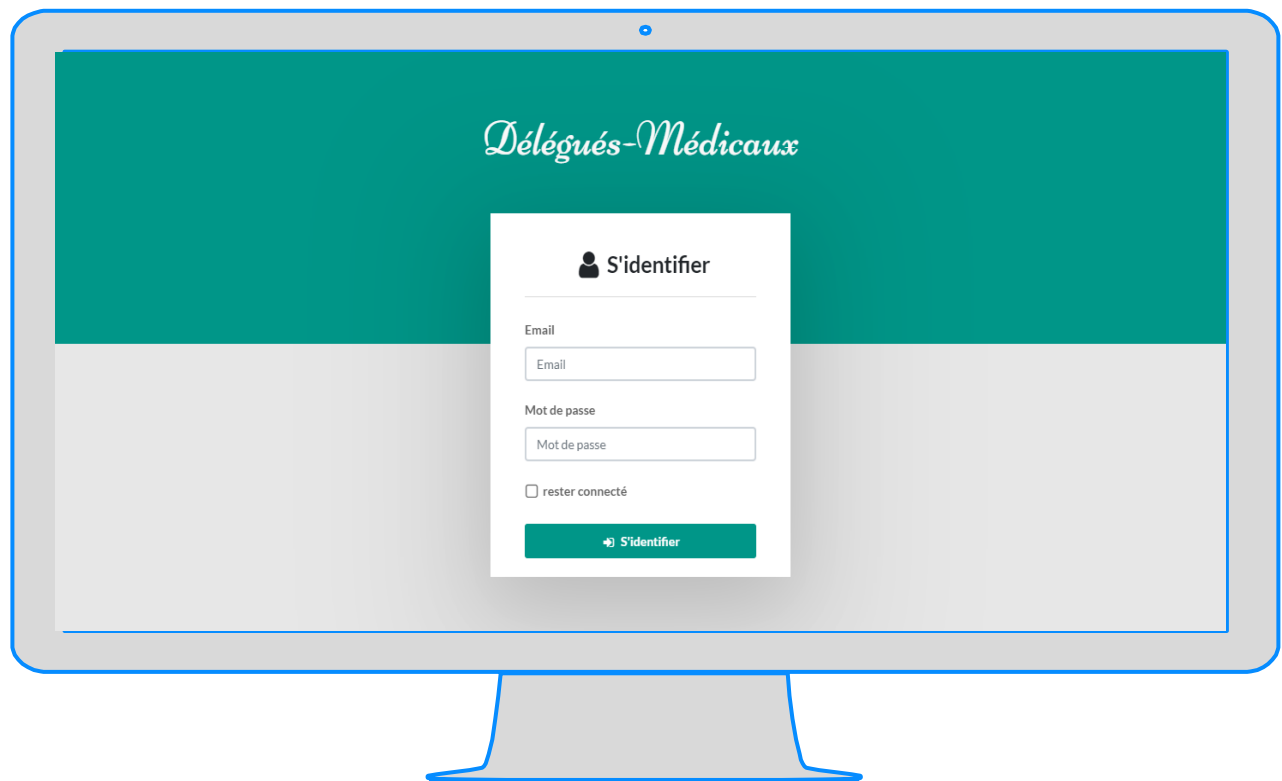 Délégués-Médicaux
S'identifier
Email
Email
Mot de passe
Mot de passe
rester connecté
S'identifier